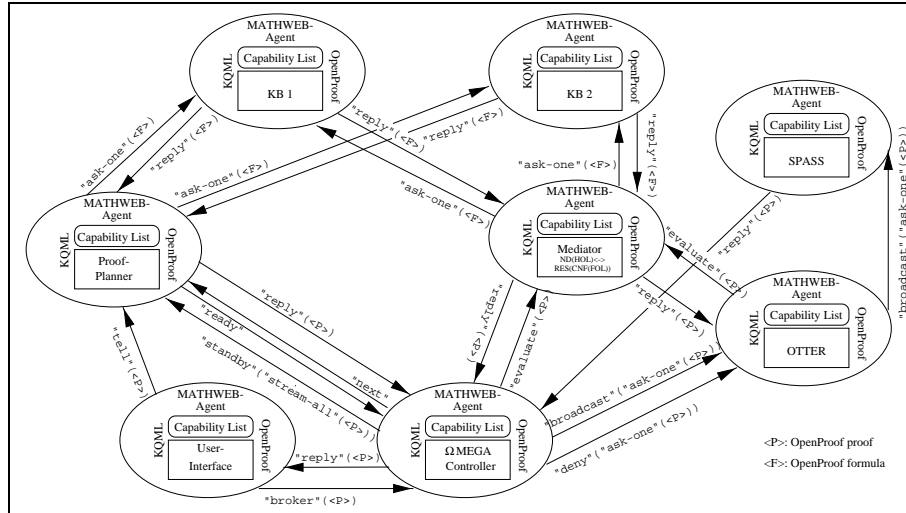 MATHWEB-
Agent
Capability List
KQML
OpenProof
KB 1
MATHWEB-
Agent
Capability List
KQML
OpenProof
KB 2
MATHWEB-
Agent
Capability List
KQML
OpenProof
SPASS
"ask-one"(<F>)
"reply"(<F>)
"ask-one"(<F>)
"reply"(<F>)
"reply"(<F>)
"ask-one"(<F>)
"ask-one"(<F>)
"reply"(<F>)
"reply"(<P>)
"broadcast"("ask-one"(<P>)
MATHWEB-
Agent
Capability List
KQML
OpenProof
Proof-
Planner
MATHWEB-
Agent
Capability List
KQML
OpenProof
Mediator
ND(HOL)<->
RES(CNF(FOL))
"evaluate"(<P>)
"reply"(<P>)
MATHWEB-
Agent
Capability List
KQML
OpenProof
OTTER
"reply"(<P>)
"ready"
"standby"("stream-all"(<P>))
"next"
"reply"(<P>)
"evaluate"(<P>)
"tell"(<P>)
"broadcast"("ask-one"(<P>)
"deny"("ask-one"(<P>))
MATHWEB-
Agent
Capability List
KQML
OpenProof
User-
Interface
"reply"(<P>)
"broker"(<P>)
MATHWEB-
Agent
Capability List
KQML
OpenProof
ΩMEGA
Controller
<P>: OpenProof proof
<F>: OpenProof formula